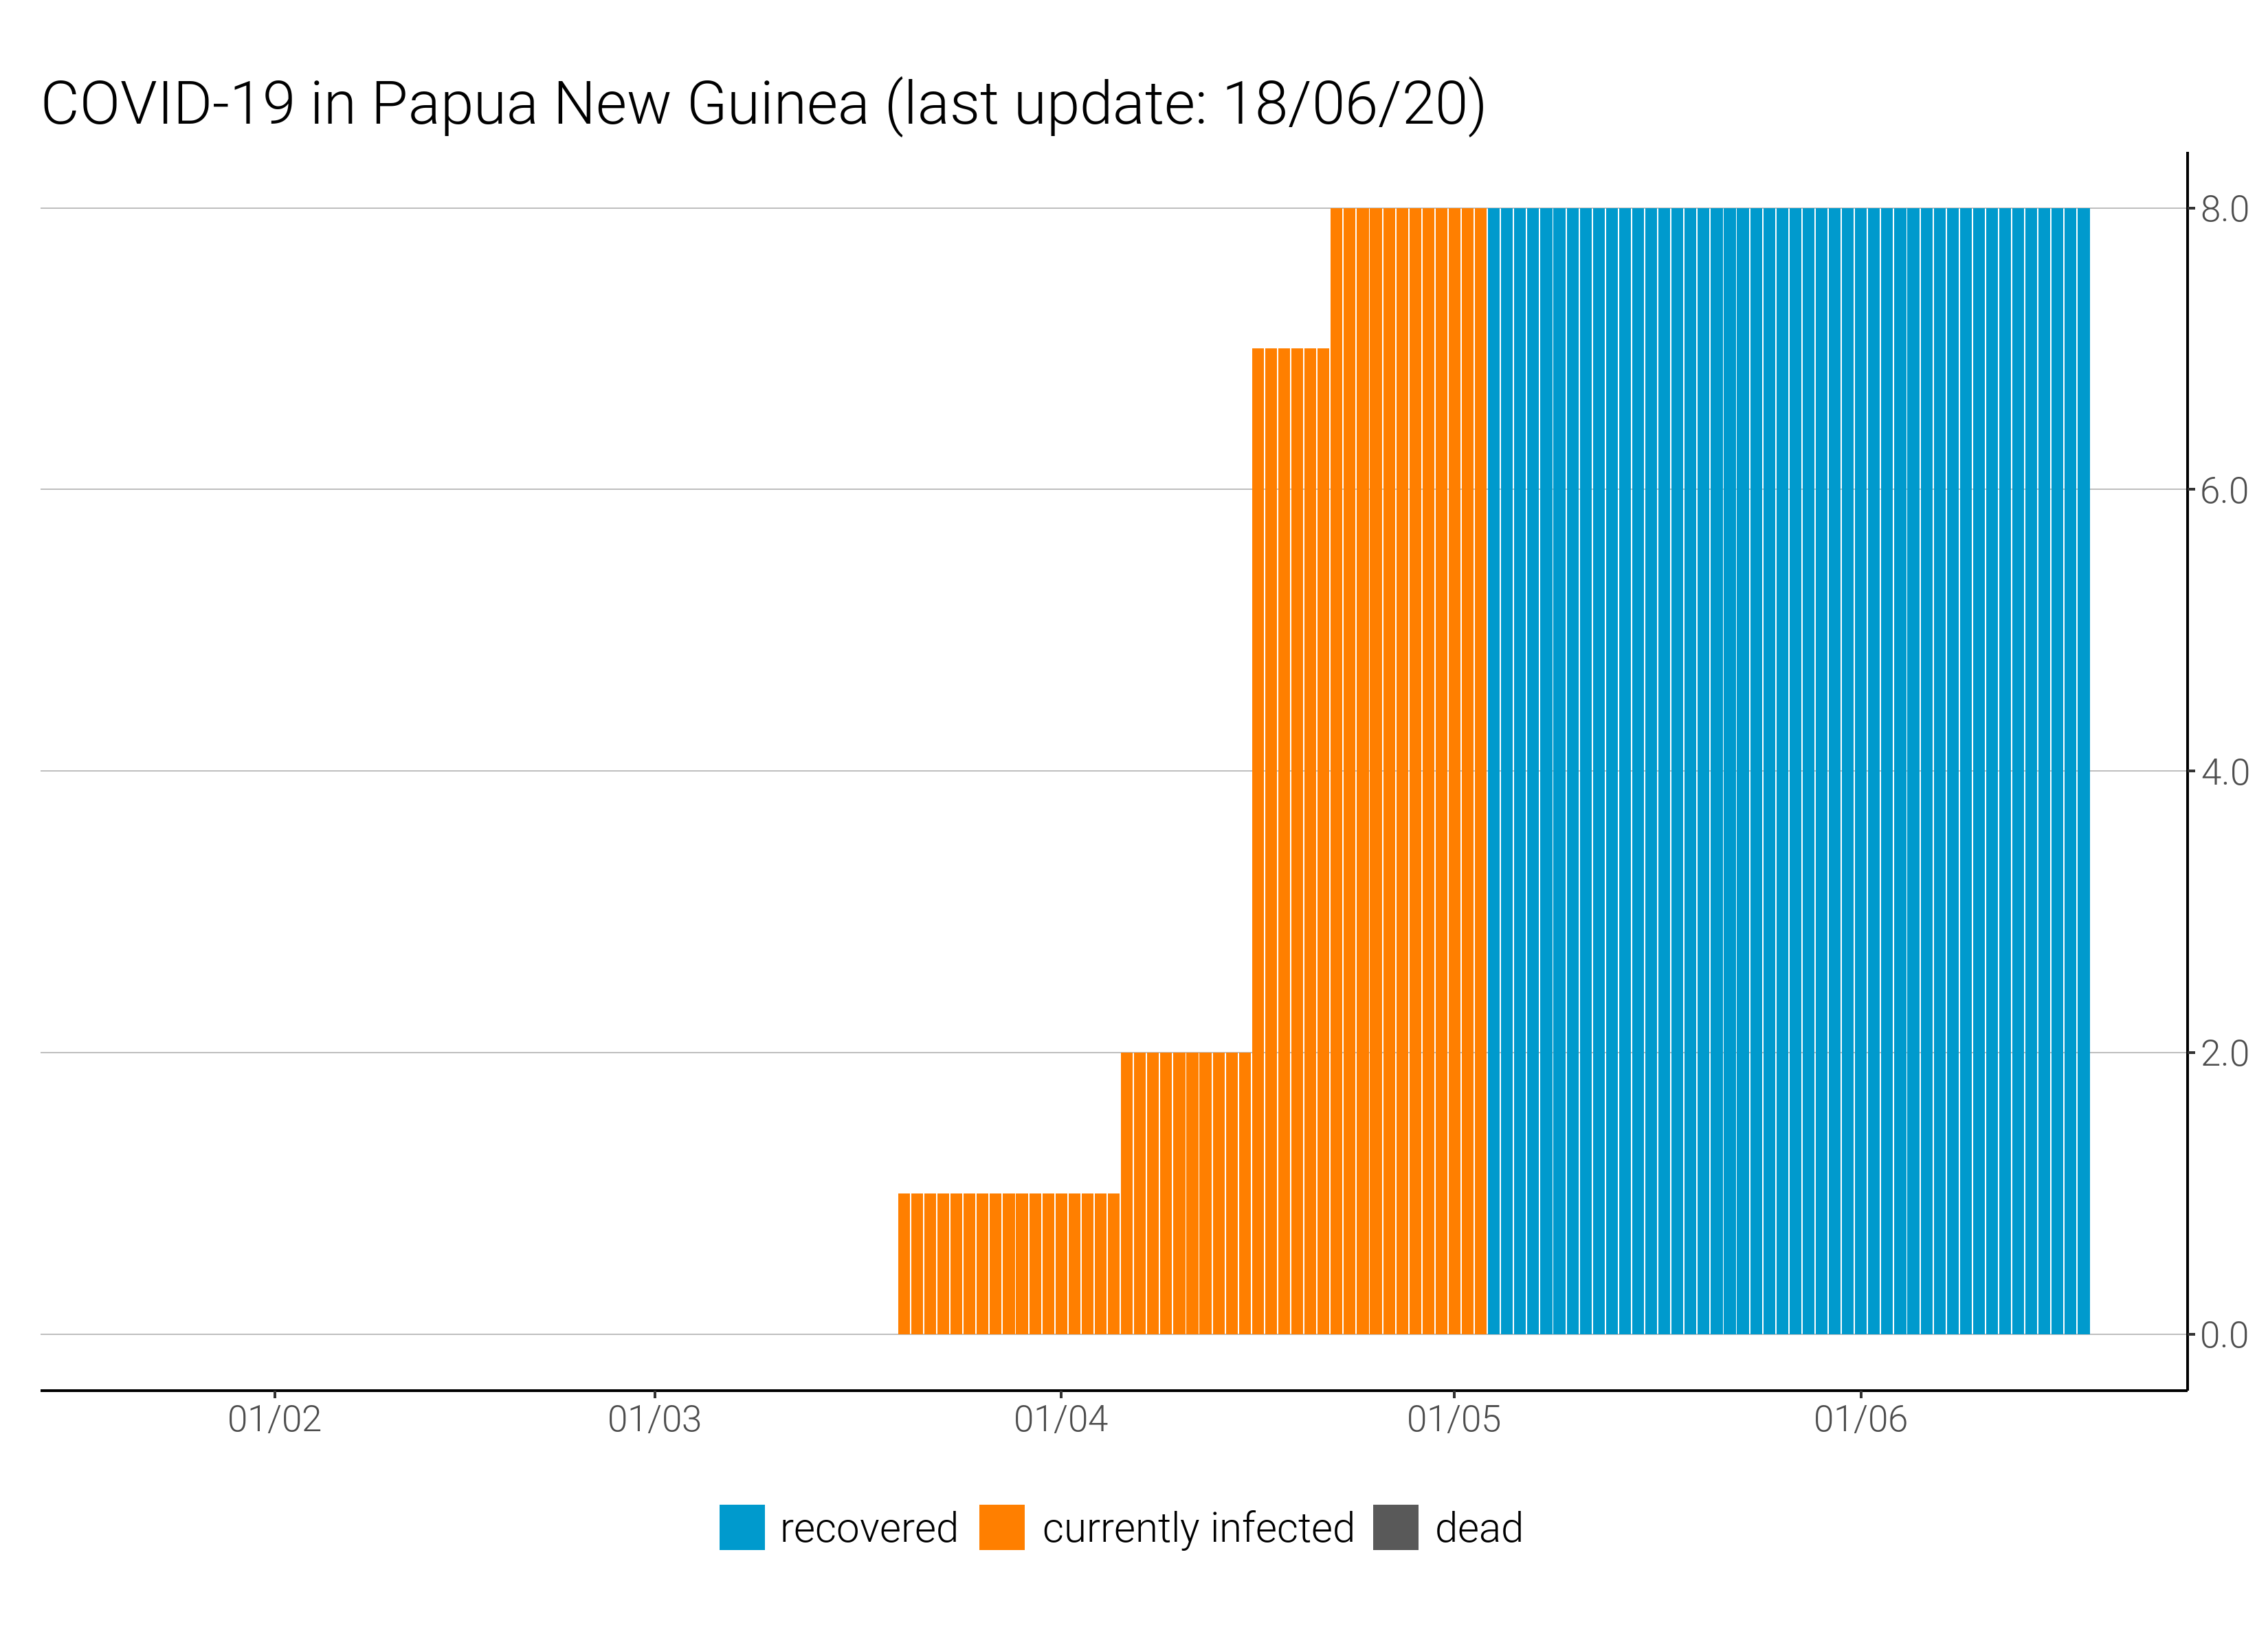 COVID-19 in Papua New Guinea (last update: 18/06/20)
8.0
6.0
4.0
2.0
0.0
01/02 01/03 01/04 01/05 01/06
recovered currently infected dead